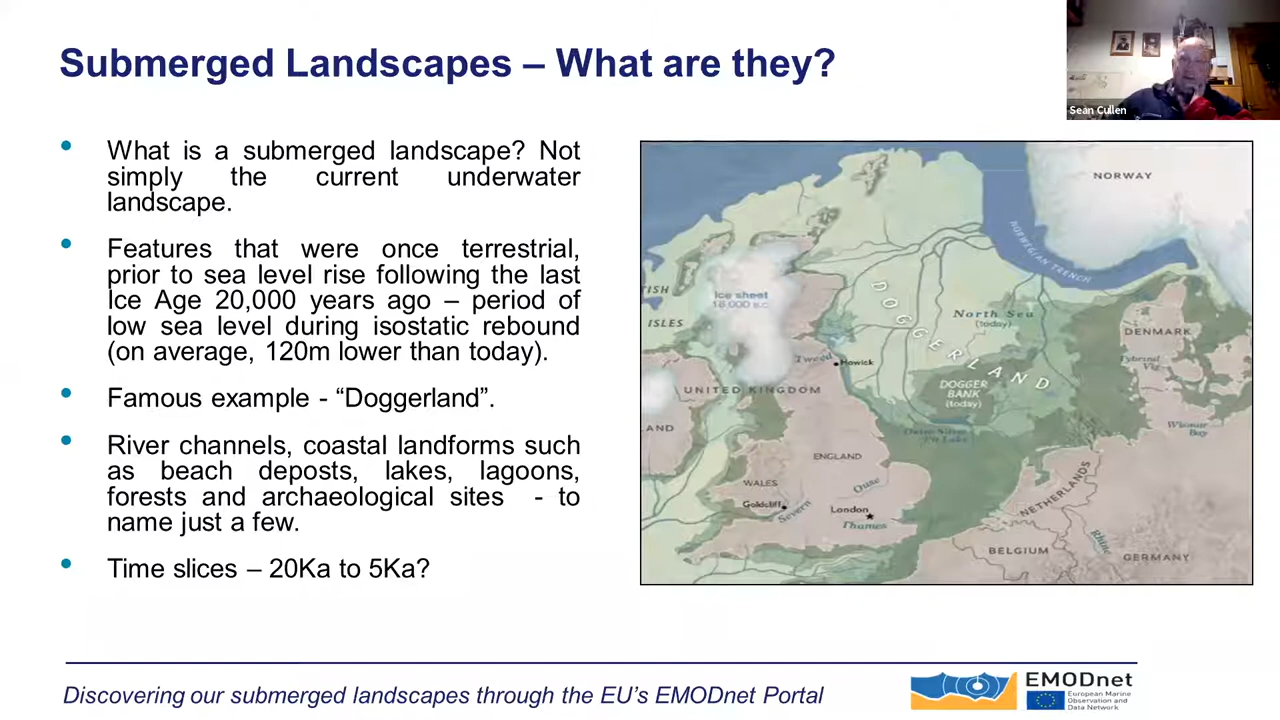 Submerged Landscapes – What are they?
Sean Cullen
• What is a submerged landscape? Not
simply the current underwater
landscape.
• Features that were once terrestrial,
prior to sea level rise following the last
Ice Age 20,000 years ago – period of
low sea level during isostatic rebound
(on average, 120m lower than today).
• Famous example - “Doggerland”.
• River channels, coastal landforms such
as beach deposts, lakes, lagoons,
forests and archaeological sites - to
name just a few.
• Time slices – 20Ka to 5Ka?
NORWAY
NORWEGIAN TRENCH
Ice sheet
18,000 B.C.
TISH
ISLES
DOGGERLAND
North Sea
(today)
DENMARK
Tweed
Howick
UNITED KINGDOM
DOGGER
BANK
(today)
AND
ENGLAND
WALES
Goldcliff
Severn
Ouse
London
Thames
NETHERLANDS
BELGIUM
Rhine
GERMANY
Discovering our submerged landscapes through the EU’s EMODnet Portal
EMODnet
European Marine
Observation and
Data Network